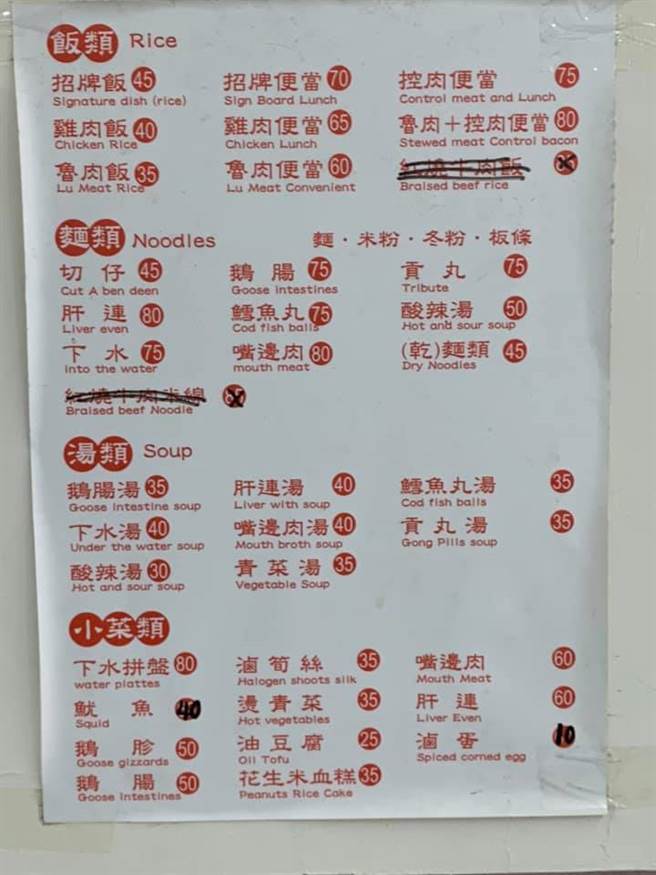 飯類 Rice
招牌飯 45 招牌便當 70 控肉便當 75
Signature dish (rice) Sign Board Lunch Control meat and Lunch
雞肉飯 40 雞肉便當 65 魯肉+控肉便當 80
Chicken Rice Chicken Lunch Stewed meat Control bacon
魯肉飯 35 魯肉便當 60 紅燒牛肉飯
Lu Meat Rice Lu Meat Convenient Braised beef rice
麵類 Noodles 麵·米粉·冬粉·板條
切仔 45 鵝腸 75 貢丸 75
Cut A ben deen Goose intestines Tribute
肝連 80 鱈魚丸 75 酸辣湯 50
Liver even Cod fish balls Hot and sour soup
下水 75 嘴邊肉 80 (乾)麵類 45
into the water mouth meat Dry Noodles
紅燒牛肉米線
Braised beef Noodle
湯類 Soup
鵝腸湯 35 肝連湯 40 鱈魚丸湯 35
Goose intestine soup Liver with soup Cod fish balls
下水湯 40 嘴邊肉湯 40 貢丸湯 35
Under the water soup Mouth broth soup Gong Pills soup
酸辣湯 30 青菜湯 35
Hot and sour soup Vegetable Soup
小菜類
下水拼盤 80 滷筍絲 35 嘴邊肉 60
water plattes Halogen shoots silk Mouth Meat
魷魚 40 燙青菜 35 肝連 60
Squid Hot vegetables Liver Even
鵝胗 50 油豆腐 25 滷蛋 10
Goose gizzards Oil Tofu Spiced corned egg
鵝腸 50 花生米血糕 35
Goose intestines Peanuts Rice Cake